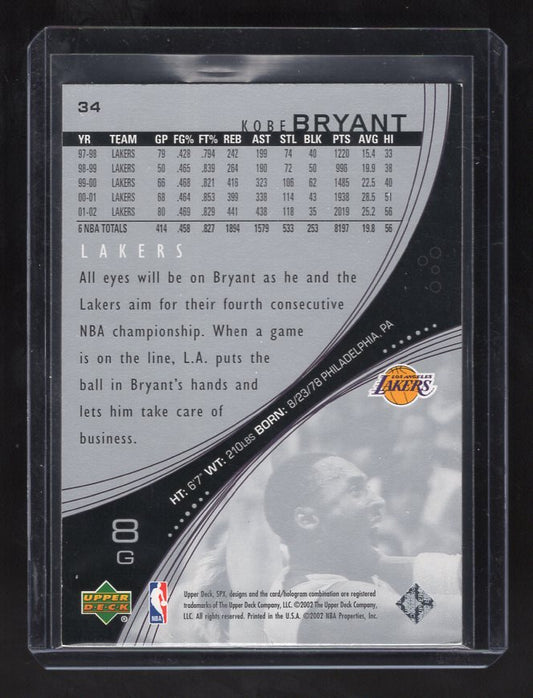 34
KOBE BRYANT
YR TEAM GP FG% FT% REB AST STL BLK PTS AVG HI
97-98 LAKERS 79 .428 .794 242 199 74 40 1220 15.4 33
98-99 LAKERS 50 .465 .839 264 190 72 50 996 19.9 38
99-00 LAKERS 66 .468 .821 416 323 106 62 1485 22.5 40
00-01 LAKERS 68 .464 .853 399 338 114 43 1938 28.5 51
01-02 LAKERS 80 .469 .829 441 438 118 35 2019 25.2 56
6 NBA TOTALS 414 .458 .827 1894 1579 533 253 8197 19.8 56
LAKERS
All eyes will be on Bryant as he and the
Lakers aim for their fourth consecutive
NBA championship. When a game
is on the line, L.A. puts the
ball in Bryant's hands and
lets him take care of
business.
HT: 6'7" WT: 210LBS BORN: 8/23/78 PHILADELPHIA, PA
LOS ANGELES
LAKERS
8
G
UPPER
DECK
NBA
Upper Deck, SPX, designs and the card/hologram combination are registered
trademarks of The Upper Deck Company, LLC. ©2003 The Upper Deck Company,
LLC. All rights reserved. Printed in the U.S.A. ©2002 NBA Properties, Inc.